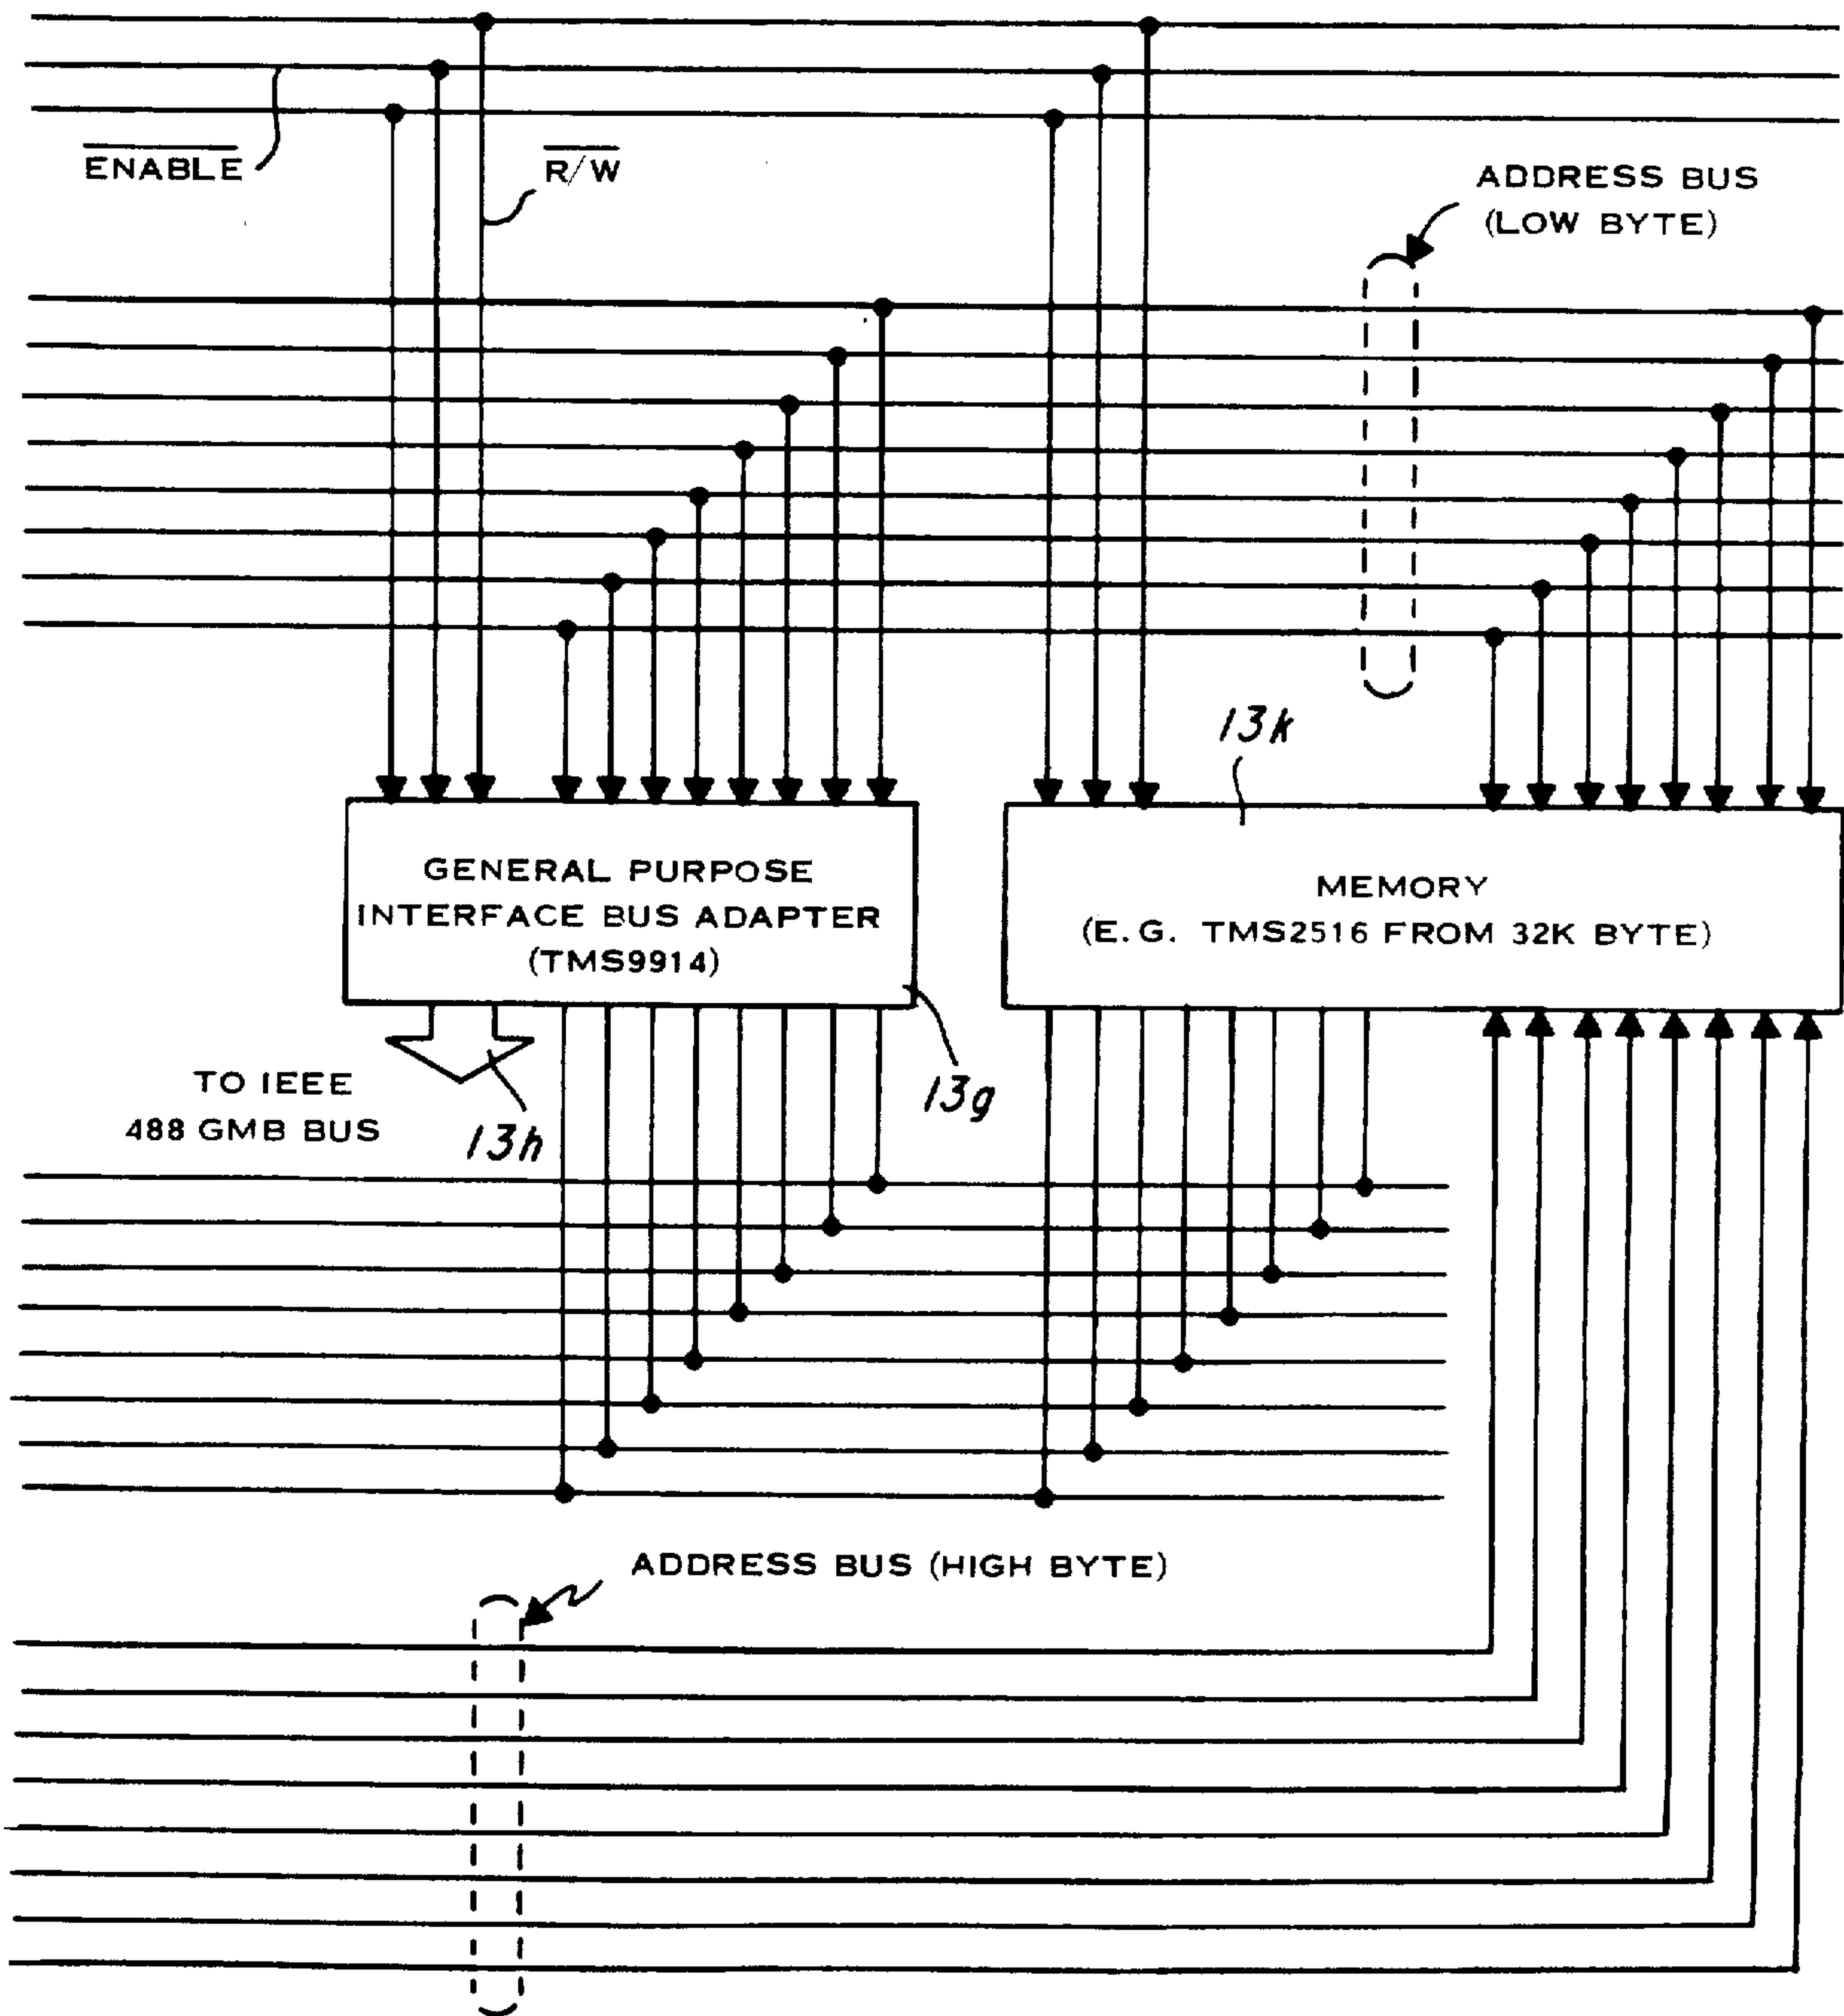 ENABLE
R/W
ADDRESS BUS
(LOW BYTE)
13k
GENERAL PURPOSE
INTERFACE BUS ADAPTER
(TMS9914)
MEMORY
(E.G. TMS2516 FROM 32K BYTE)
TO IEEE
488 GMB BUS
13h
13g
ADDRESS BUS (HIGH BYTE)